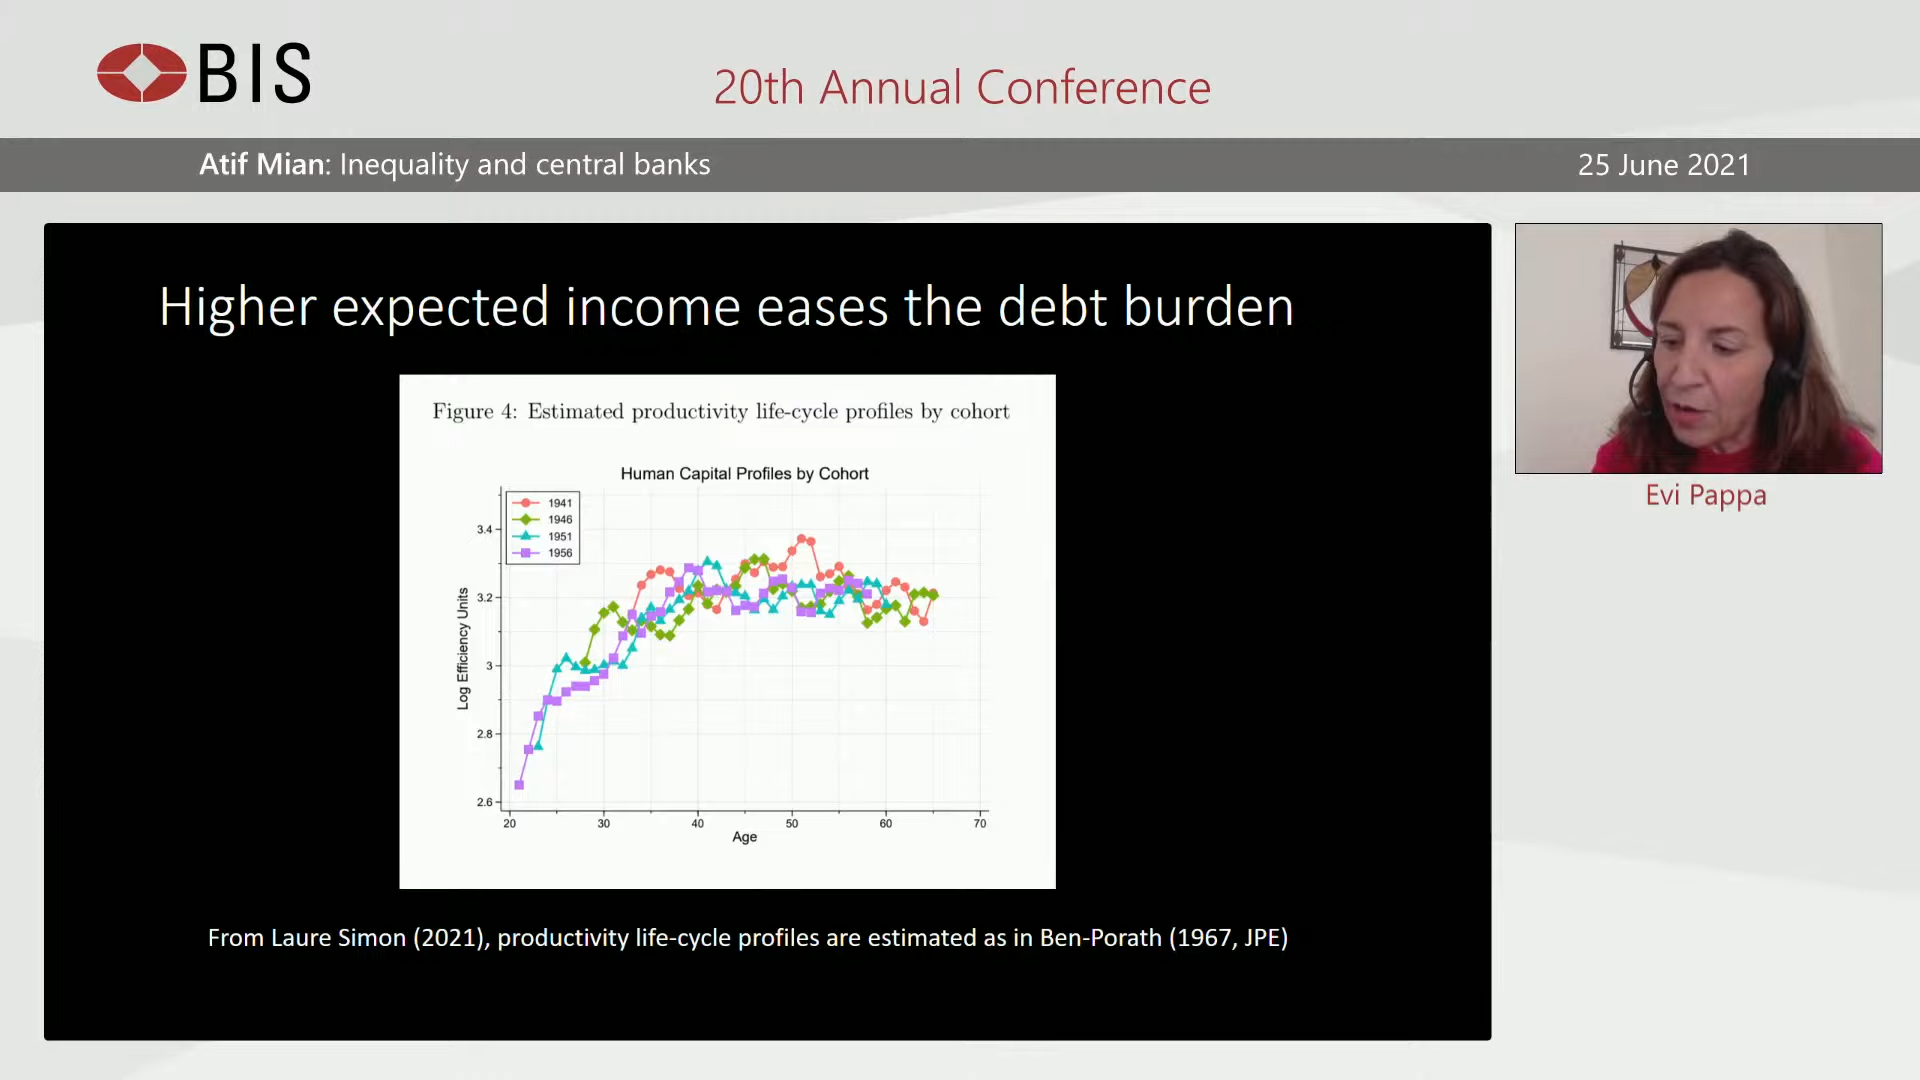 BIS
20th Annual Conference
Atif Mian: Inequality and central banks
25 June 2021
Higher expected income eases the debt burden
Figure 4: Estimated productivity life-cycle profiles by cohort
Human Capital Profiles by Cohort
1941
1946
1951
1956
3.4
3.2
3
2.8
2.6
Log Efficiency Units
20 30 40 50 60 70
Age
From Laure Simon (2021), productivity life-cycle profiles are estimated as in Ben-Porath (1967, JPE)
Evi Pappa